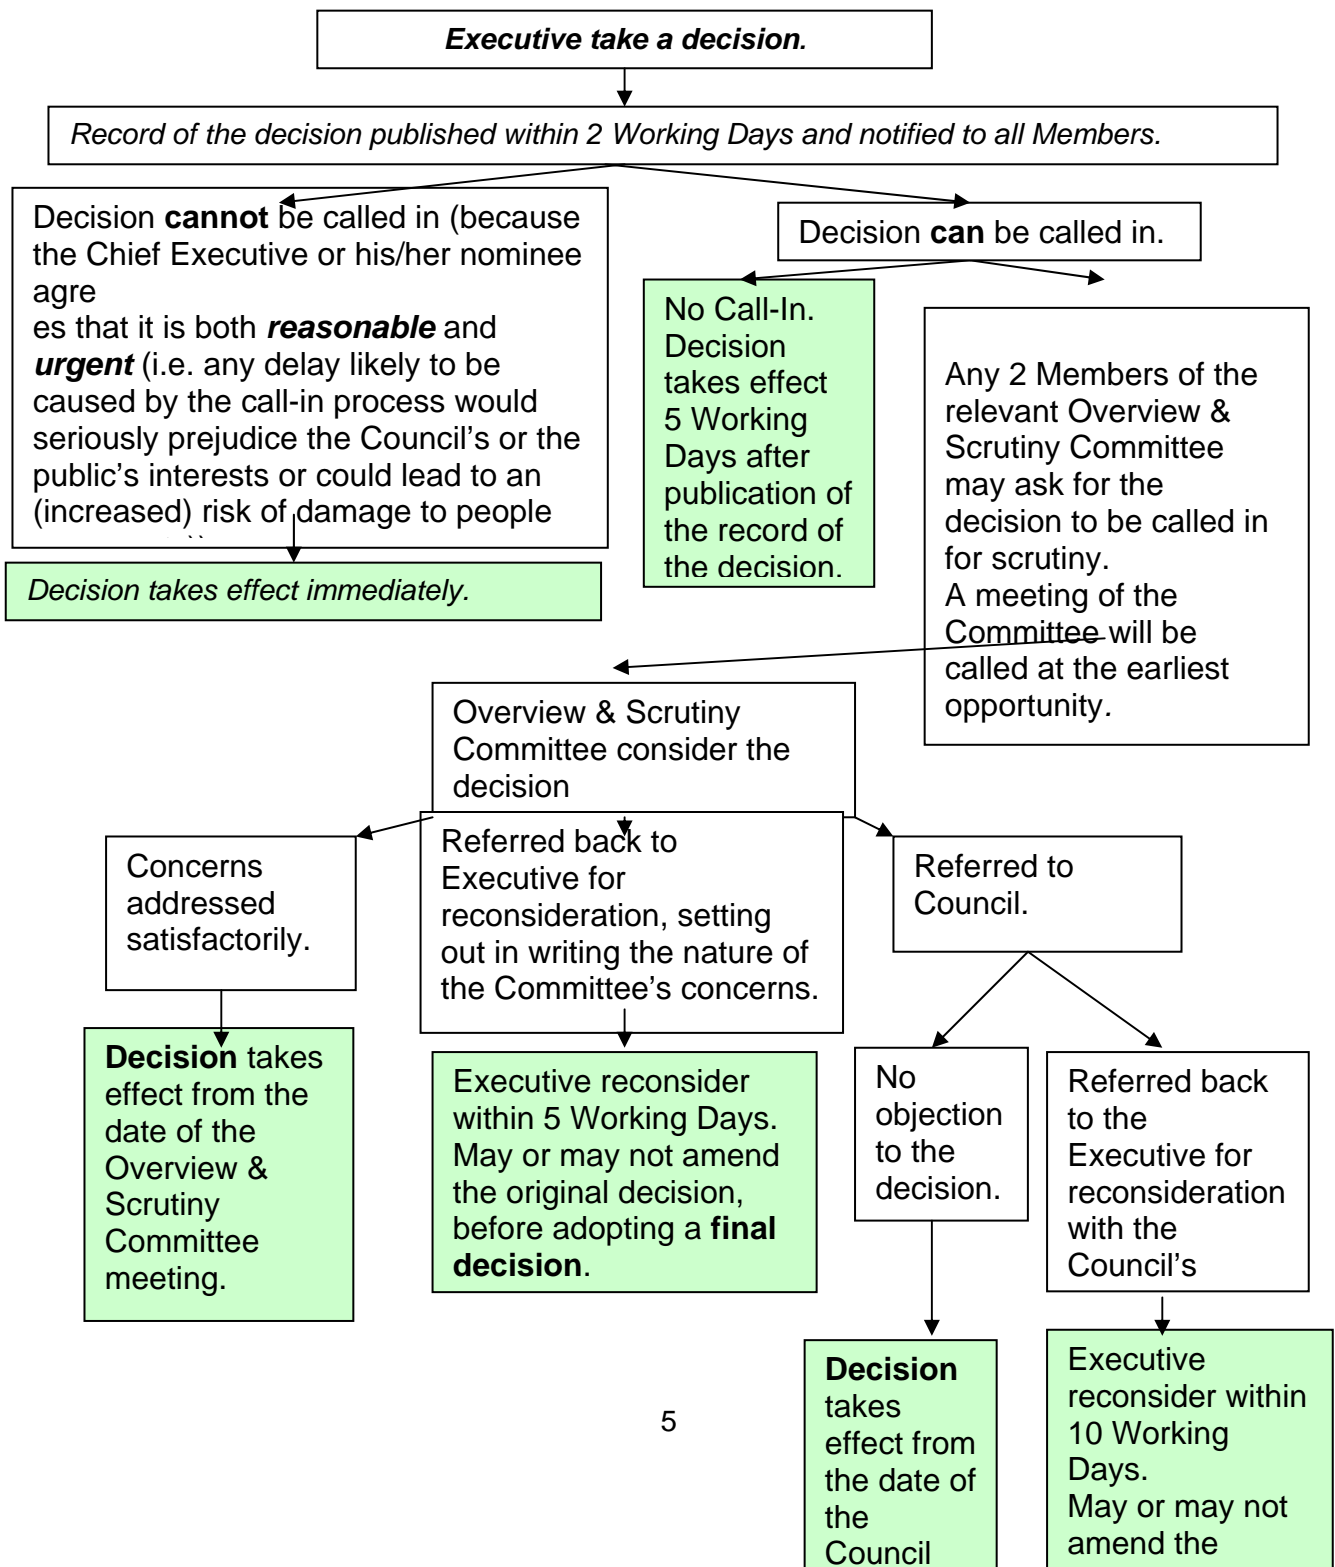 Executive take a decision.
Record of the decision published within 2 Working Days and notified to all Members.
Decision cannot be called in (because
the Chief Executive or his/her nominee
agre
es that it is both reasonable and
urgent (i.e. any delay likely to be
caused by the call-in process would
seriously prejudice the Council's or the
public's interests or could lead to an
(increased) risk of damage to people
Decision takes effect immediately.
Decision can be called in.
No Call-In.
Decision
takes effect
5 Working
Days after
publication of
the record of
the decision.
Any 2 Members of the
relevant Overview &
Scrutiny Committee
may ask for the
decision to be called in
for scrutiny.
A meeting of the
Committee will be
called at the earliest
opportunity.
Overview & Scrutiny
Committee consider the
decision
Concerns
addressed
satisfactorily.
Decision takes
effect from the
date of the
Overview &
Scrutiny
Committee
meeting.
Referred back to
Executive for
reconsideration, setting
out in writing the nature of
the Committee's concerns.
Executive reconsider
within 5 Working Days.
May or may not amend
the original decision,
before adopting a final
decision.
Referred to
Council.
No
objection
to the
decision.
Decision
takes
effect from
the date of
the
Council
Referred back
to the
Executive for
reconsideration
with the
Council's
Executive
reconsider within
10 Working
Days.
May or may not
amend the
5